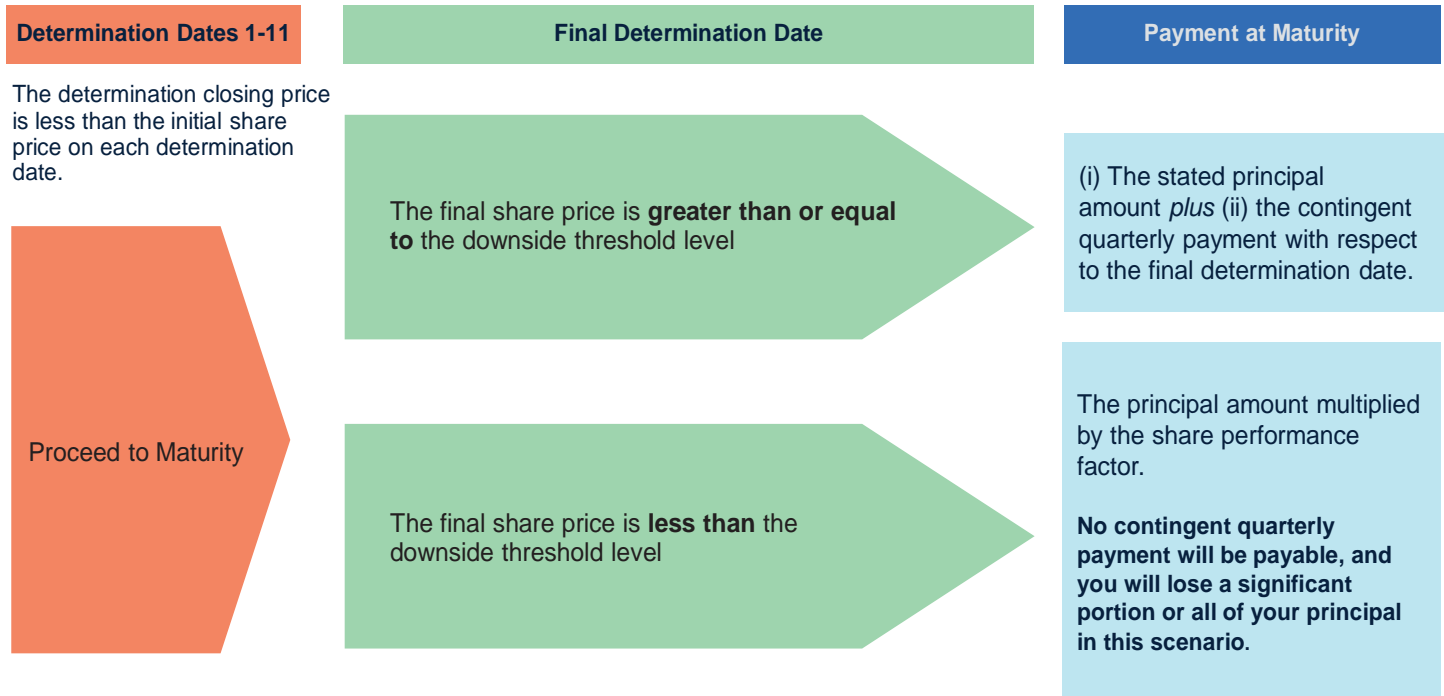 Determination Dates 1-11
Final Determination Date
Payment at Maturity
The determination closing price
is less than the initial share
price on each determination
date.
Proceed to Maturity
The final share price is greater than or equal
to the downside threshold level
(i) The stated principal
amount plus (ii) the contingent
quarterly payment with respect
to the final determination date.
The final share price is less than the
downside threshold level
The principal amount multiplied
by the share performance
factor.
No contingent quarterly
payment will be payable, and
you will lose a significant
portion or all of your principal
in this scenario.